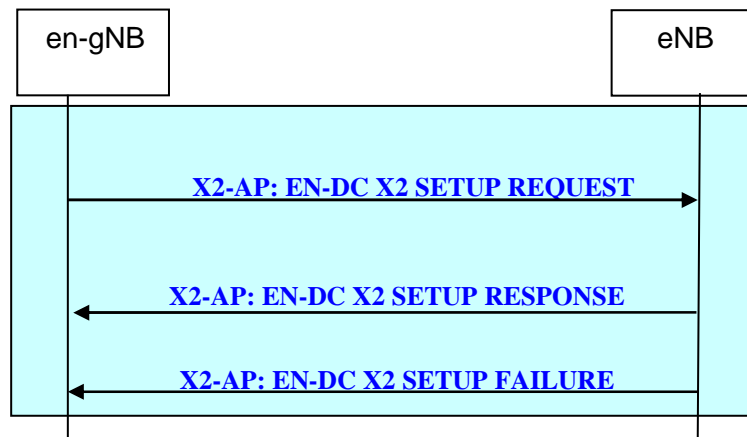 en-gNB
eNB
X2-AP: EN-DC X2 SETUP REQUEST
X2-AP: EN-DC X2 SETUP RESPONSE
X2-AP: EN-DC X2 SETUP FAILURE